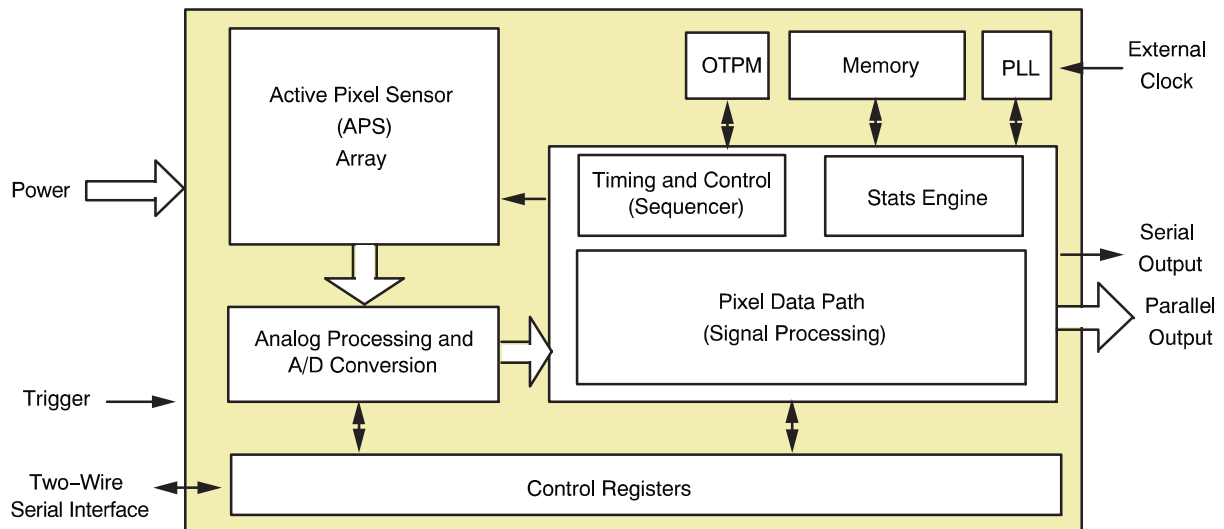 Active Pixel Sensor
(APS)
Array
OTPM
Memory
PLL
External
Clock
Power
Timing and Control
(Sequencer)
Stats Engine
Serial
Output
Pixel Data Path
(Signal Processing)
Parallel
Output
Analog Processing and
A/D Conversion
Trigger
Two−Wire
Serial Interface
Control Registers